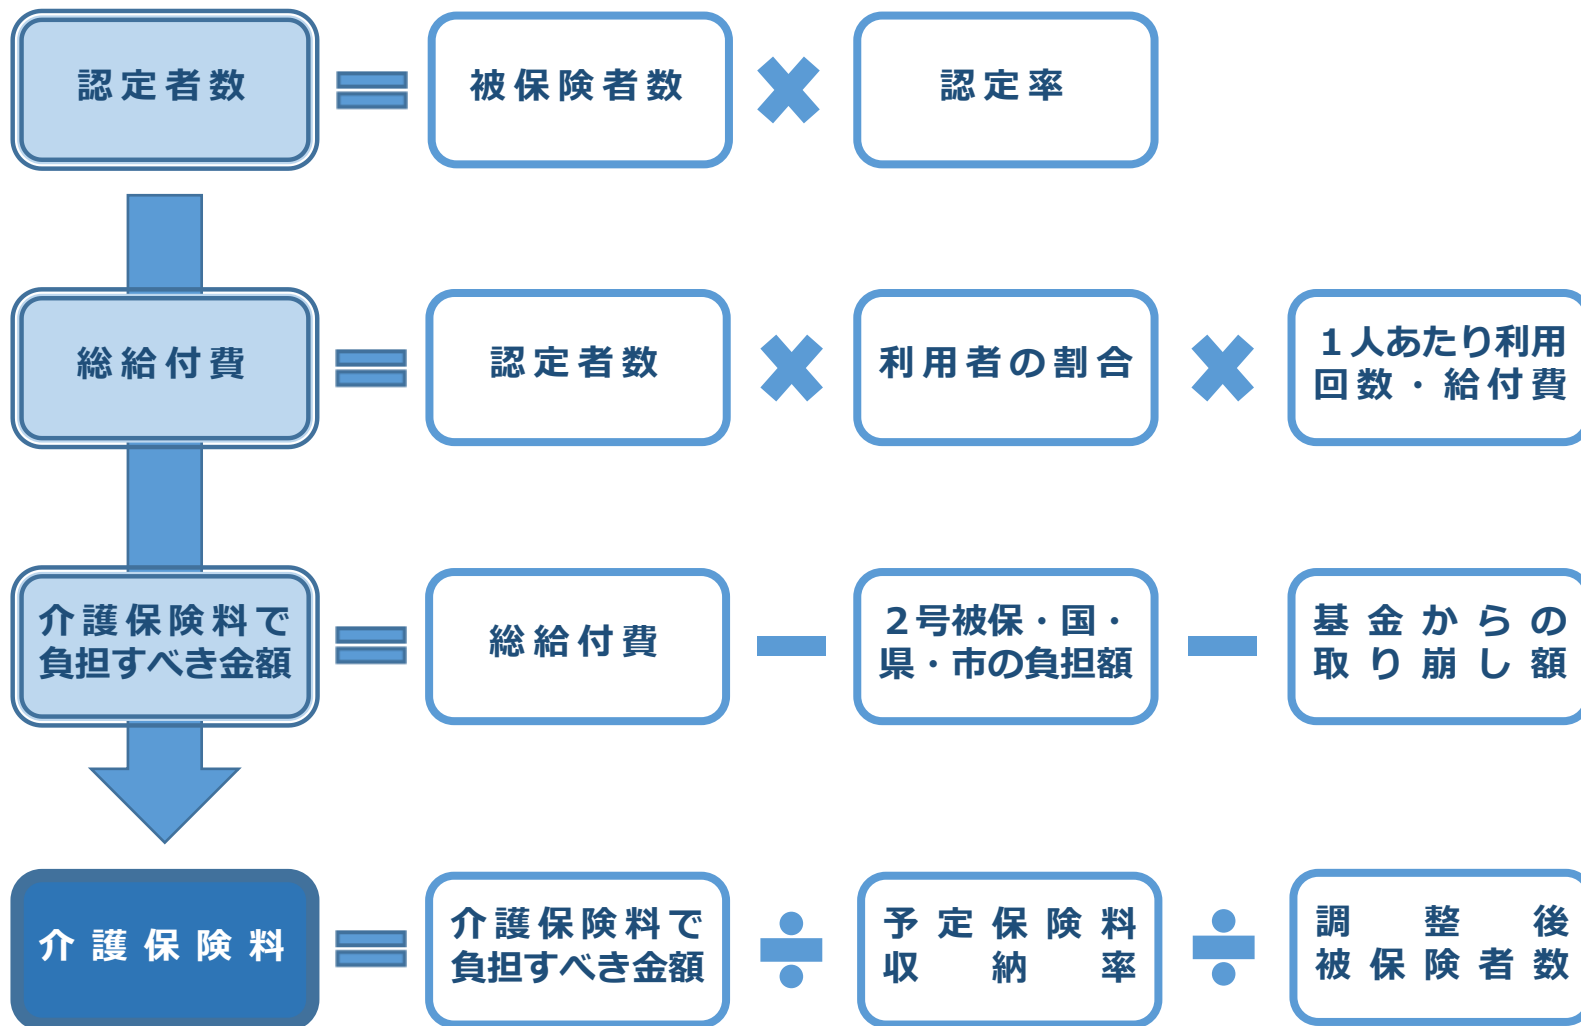 認定者数 = 被保険者数 × 認定率
総給付費 = 認定者数 × 利用者の割合 × １人あたり利用
回数・給付費
介護保険料で
負担すべき金額 = 総給付費 － ２号被保・国・
県・市の負担額 － 基金からの
取り崩し額
介護保険料 = 介護保険料で
負担すべき金額 ÷ 予定保険料
収納率 ÷ 調整後
被保険者数